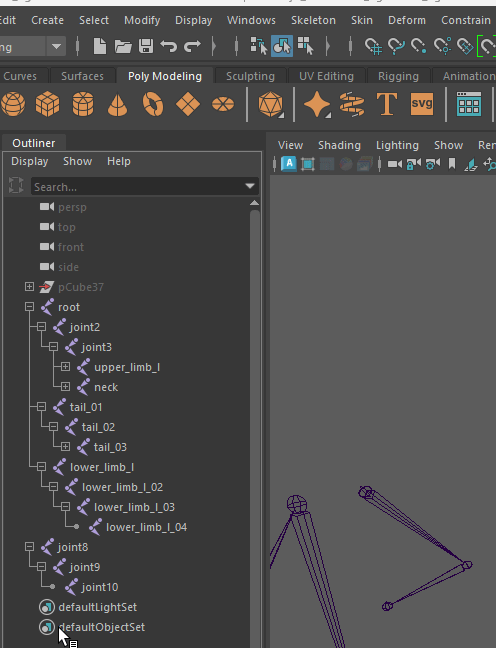 Edit Create Select Modify Display Windows Skeleton Skin Deform Constrain
Curves Surfaces Poly Modeling Sculpting UV Editing Rigging Animation
T svg
Outliner
Display Show Help
View Shading Lighting Show
A
Search...
persp
top
front
side
pCube37
root
joint2
joint3
upper_limb_l
neck
tail_01
tail_02
tail_03
lower_limb_l
lower_limb_l_02
lower_limb_l_03
lower_limb_l_04
joint8
joint9
joint10
defaultLightSet
defaultObjectSet